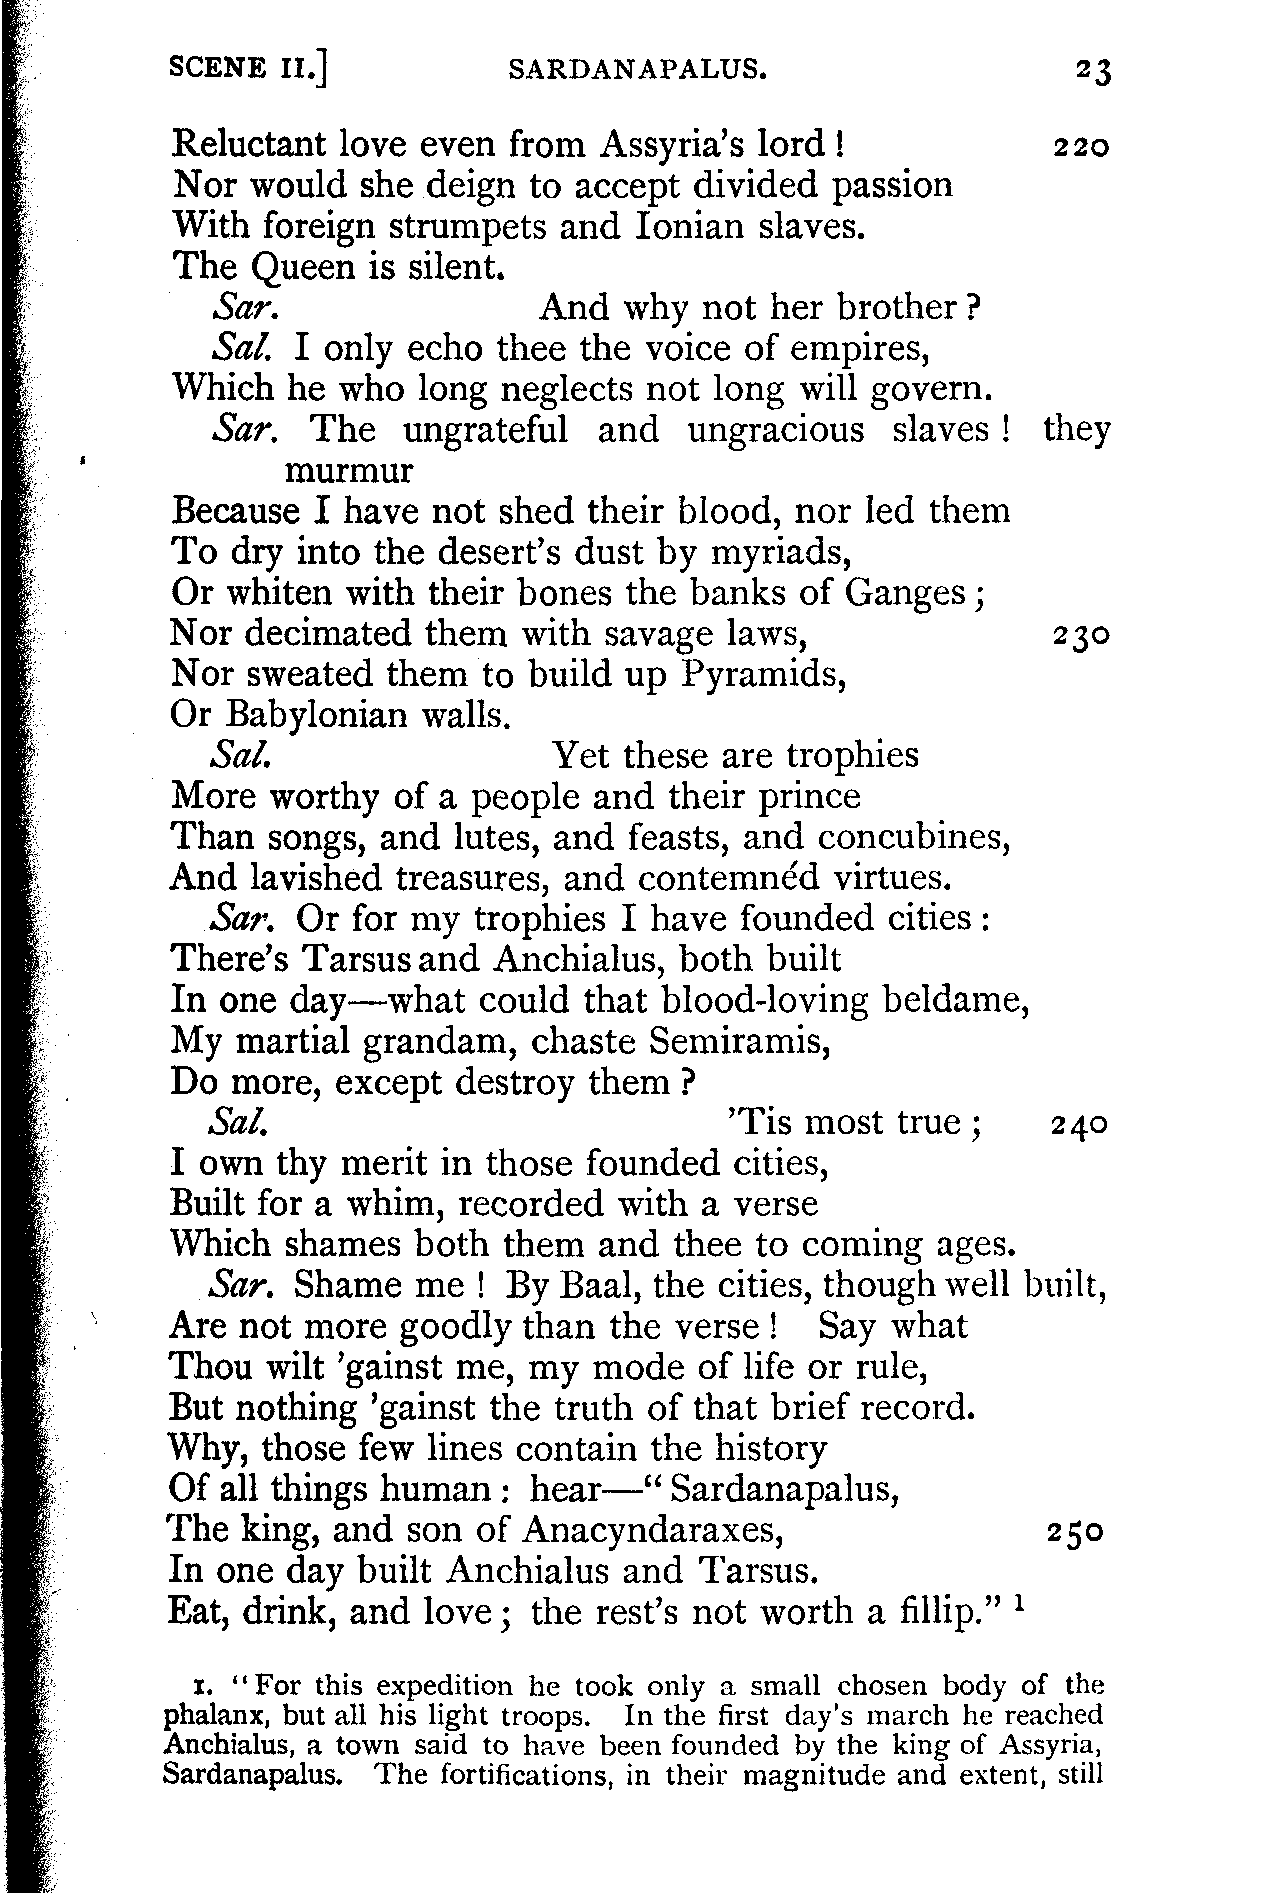 SCENE II.] SARDANAPALUS. 23
Reluctant love even from Assyria's lord! 220
Nor would she deign to accept divided passion
With foreign strumpets and Ionian slaves.
The Queen is silent.
Sar. And why not her brother?
Sal. I only echo thee the voice of empires,
Which he who long neglects not long will govern.
Sar. The ungrateful and ungracious slaves! they
murmur
Because I have not shed their blood, nor led them
To dry into the desert's dust by myriads,
Or whiten with their bones the banks of Ganges;
Nor decimated them with savage laws, 230
Nor sweated them to build up Pyramids,
Or Babylonian walls.
Sal. Yet these are trophies
More worthy of a people and their prince
Than songs, and lutes, and feasts, and concubines,
And lavished treasures, and contemnéd virtues.
Sar. Or for my trophies I have founded cities:
There's Tarsus and Anchialus, both built
In one day—what could that blood-loving beldame,
My martial grandam, chaste Semiramis,
Do more, except destroy them?
Sal. 'Tis most true; 240
I own thy merit in those founded cities,
Built for a whim, recorded with a verse
Which shames both them and thee to coming ages.
Sar. Shame me! By Baal, the cities, though well built,
Are not more goodly than the verse! Say what
Thou wilt 'gainst me, my mode of life or rule,
But nothing 'gainst the truth of that brief record.
Why, those few lines contain the history
Of all things human: hear—"Sardanapalus,
The king, and son of Anacyndaraxes, 250
In one day built Anchialus and Tarsus.
Eat, drink, and love; the rest's not worth a fillip." 1
1. "For this expedition he took only a small chosen body of the
phalanx, but all his light troops. In the first day's march he reached
Anchialus, a town said to have been founded by the king of Assyria,
Sardanapalus. The fortifications, in their magnitude and extent, still